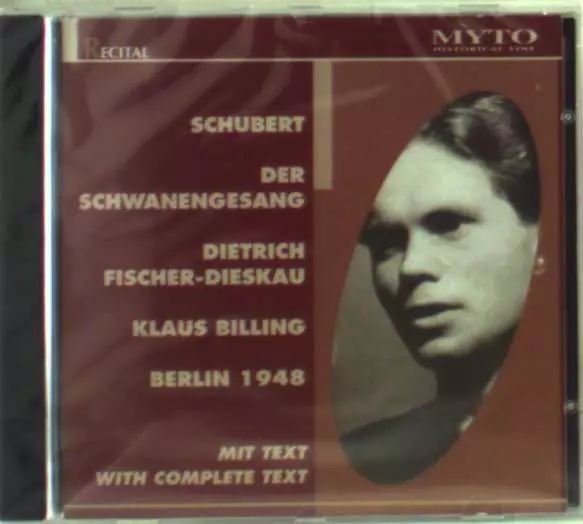 RECITAL
MYTO
HISTORICAL LINE
SCHUBERT
DER
SCHWANENGESANG
DIETRICH
FISCHER-DIESKAU
KLAUS BILLING
BERLIN 1948
MIT TEXT
WITH COMPLETE TEXT